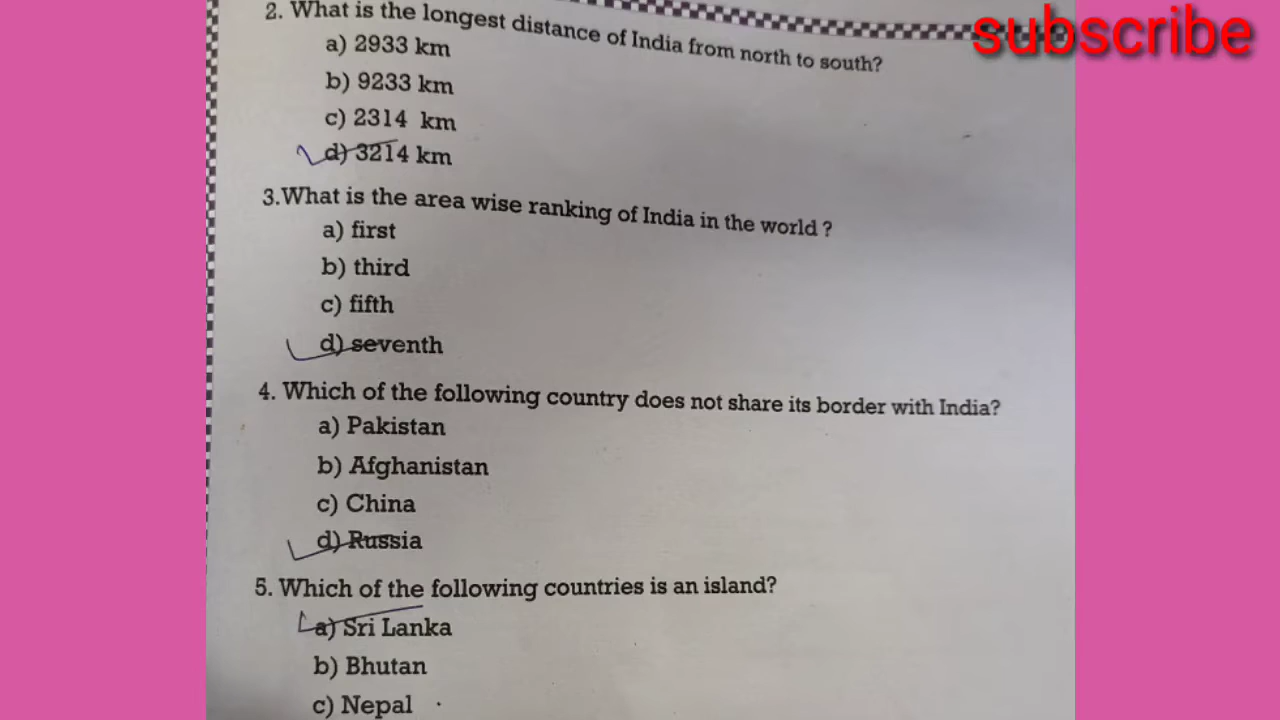 subscribe
2. What is the longest distance of India from north to south?
a) 2933 km
b) 9233 km
c) 2314 km
d) 3214 km
3.What is the area wise ranking of India in the world ?
a) first
b) third
c) fifth
d) seventh
4. Which of the following country does not share its border with India?
a) Pakistan
b) Afghanistan
c) China
d) Russia
5. Which of the following countries is an island?
a) Sri Lanka
b) Bhutan
c) Nepal